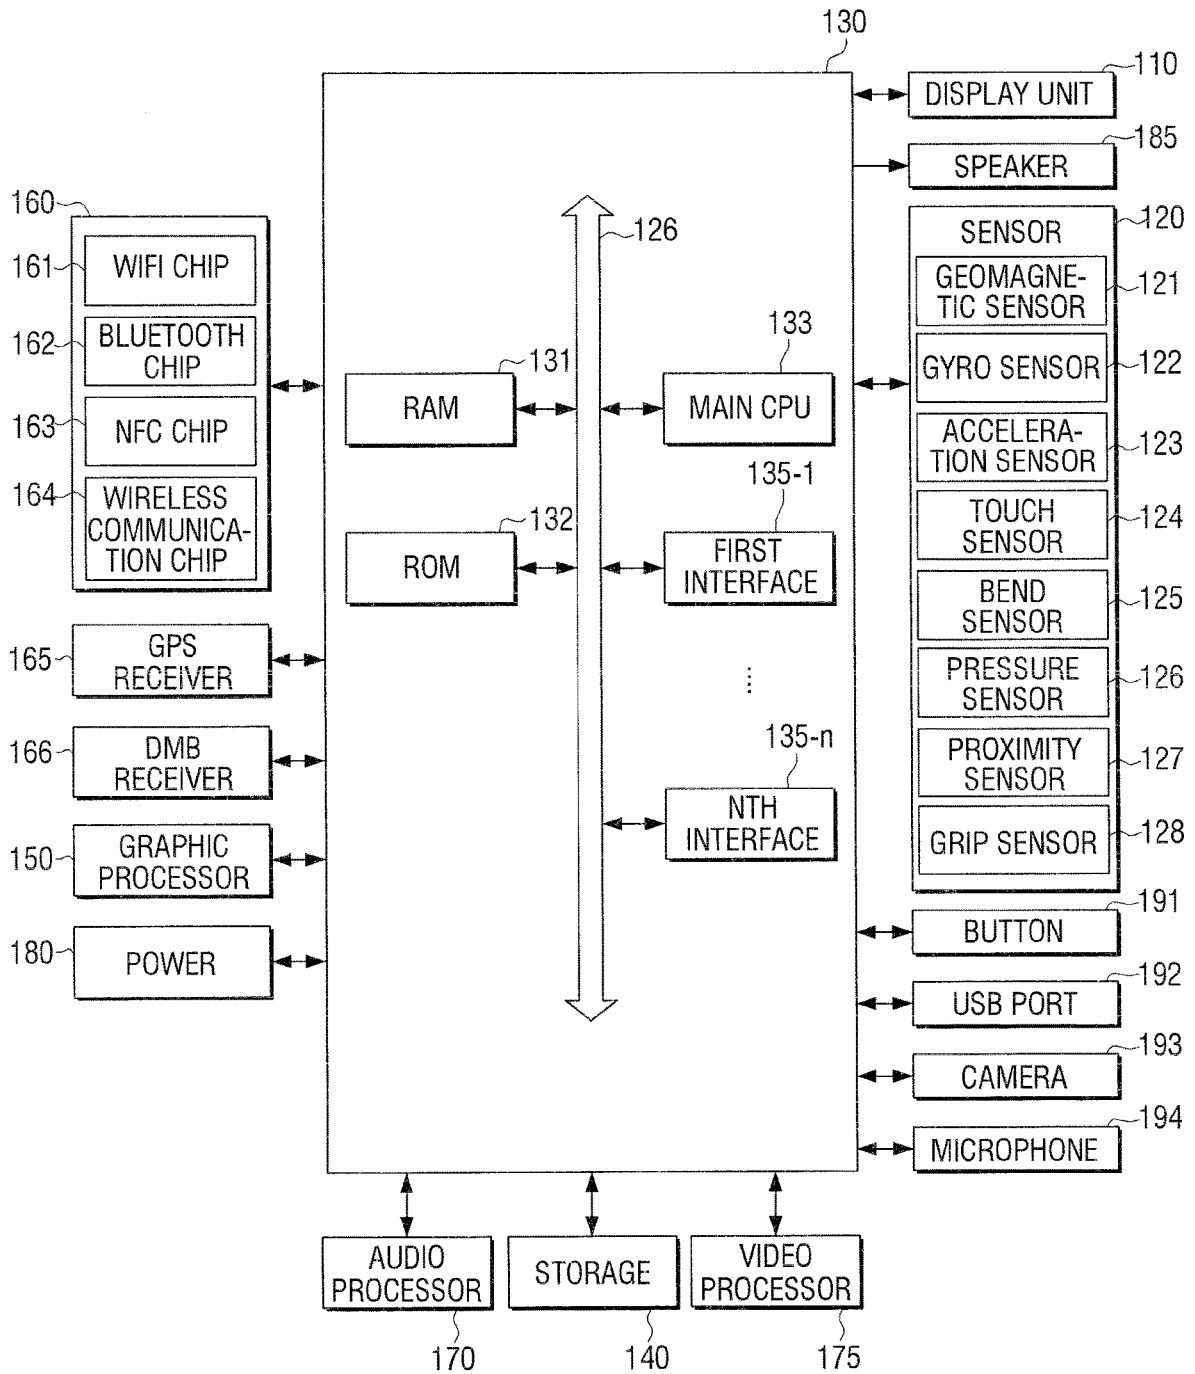 130
110
DISPLAY UNIT
185
SPEAKER
160
161
WIFI CHIP
162
BLUETOOTH
CHIP
163
NFC CHIP
164
WIRELESS
COMMUNICA-
TION CHIP
126
120
SENSOR
GEOMAGNE-
TIC SENSOR
121
GYRO SENSOR
122
ACCELERA-
TION SENSOR
123
TOUCH
SENSOR
124
BEND
SENSOR
125
PRESSURE
SENSOR
126
PROXIMITY
SENSOR
127
GRIP SENSOR
128
131
RAM
133
MAIN CPU
132
ROM
135-1
FIRST
INTERFACE
135-n
NTH
INTERFACE
165
GPS
RECEIVER
166
DMB
RECEIVER
150
GRAPHIC
PROCESSOR
180
POWER
191
BUTTON
192
USB PORT
193
CAMERA
194
MICROPHONE
AUDIO
PROCESSOR
170
STORAGE
140
VIDEO
PROCESSOR
175